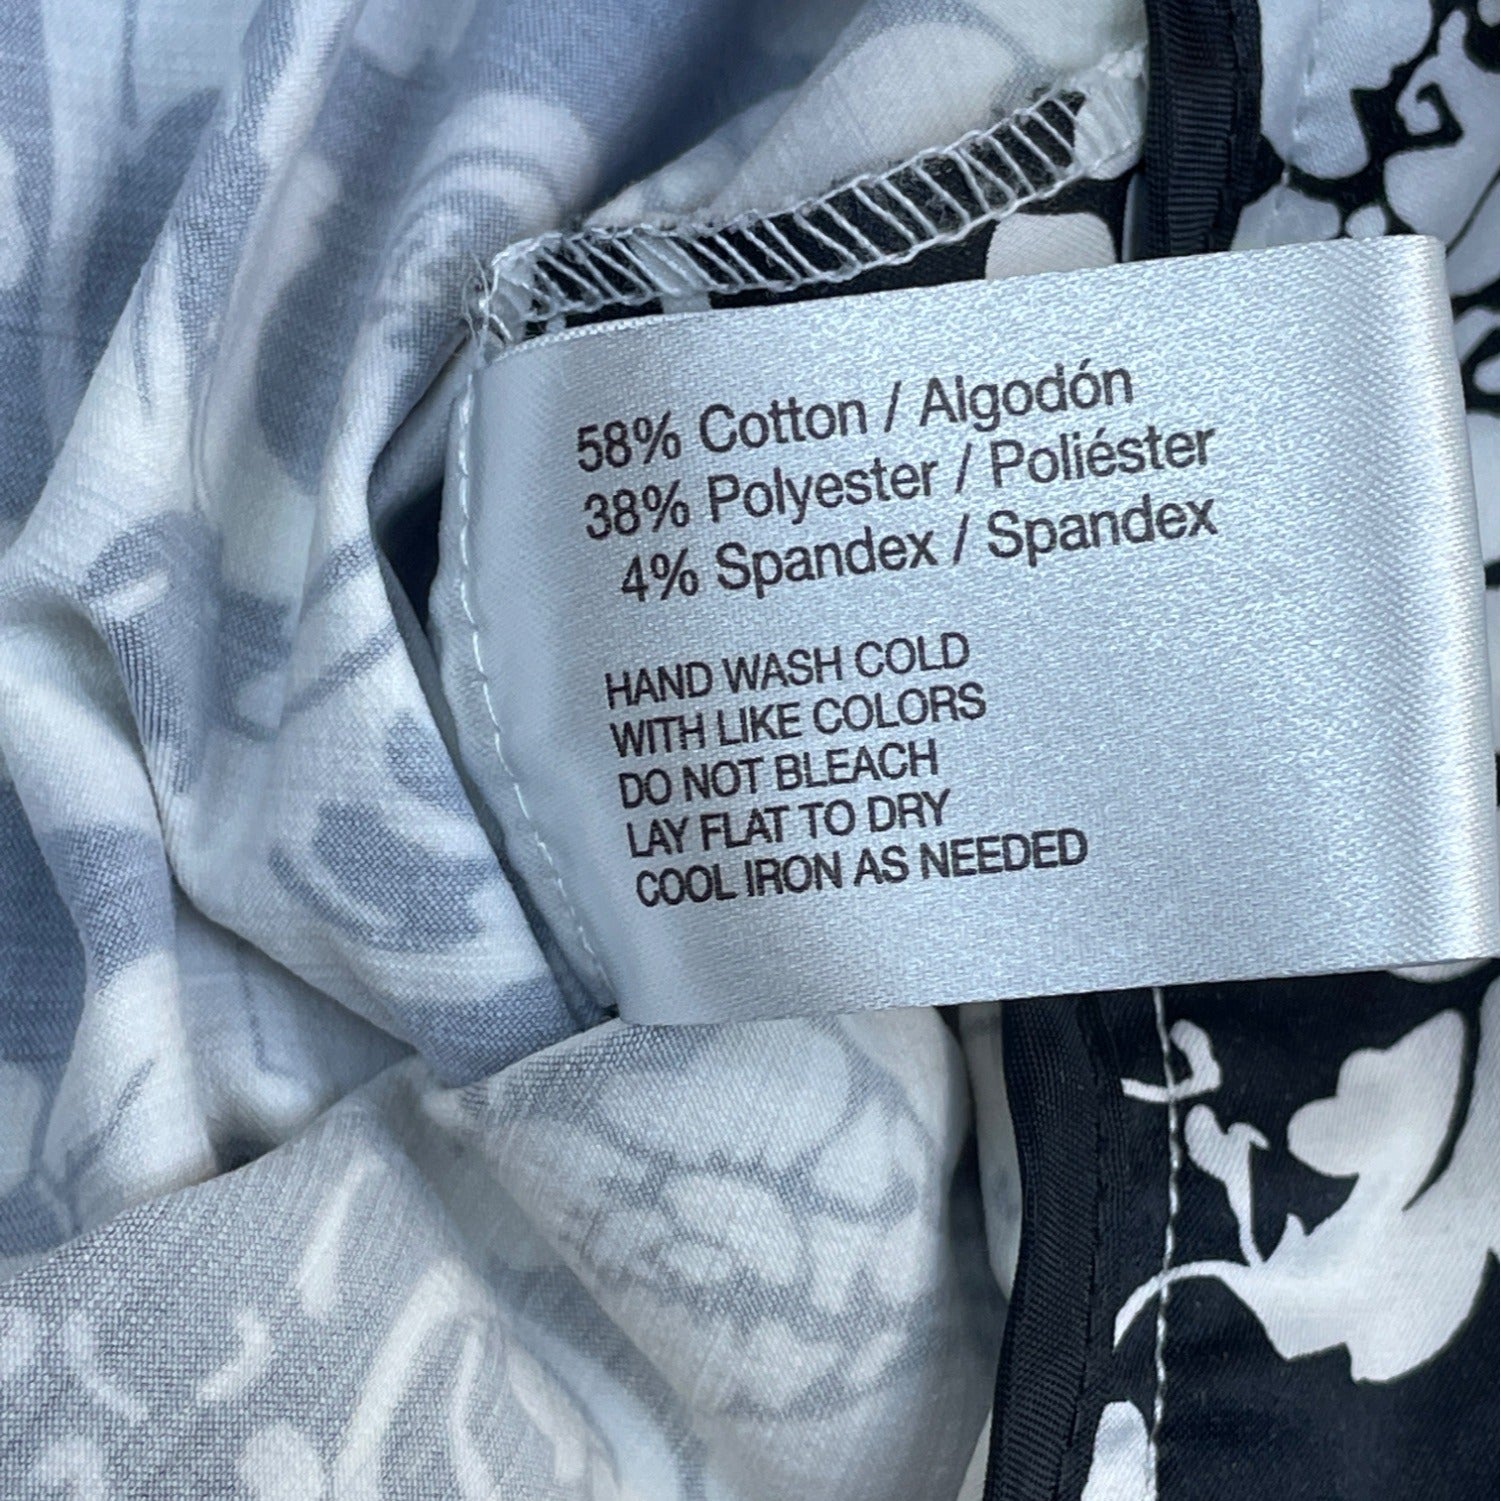 58% Cotton / Algodón
38% Polyester / Poliéster
4% Spandex / Spandex
HAND WASH COLD
WITH LIKE COLORS
DO NOT BLEACH
LAY FLAT TO DRY
COOL IRON AS NEEDED